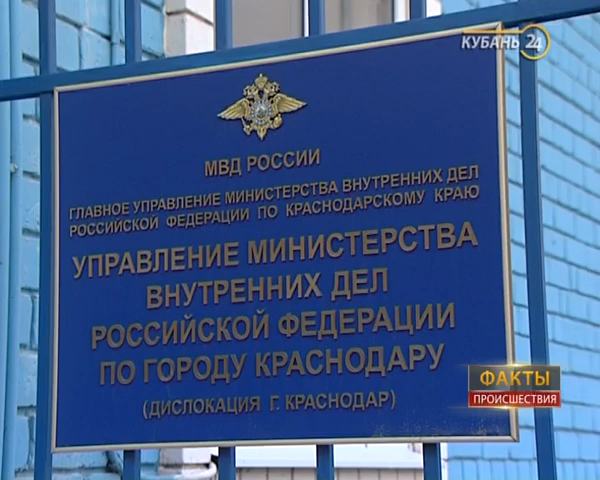 КУБАНЬ 24
МВД РОССИИ
ГЛАВНОЕ УПРАВЛЕНИЕ МИНИСТЕРСТВА ВНУТРЕННИХ ДЕЛ
РОССИЙСКОЙ ФЕДЕРАЦИИ ПО КРАСНОДАРСКОМУ КРАЮ
УПРАВЛЕНИЕ МИНИСТЕРСТВА
ВНУТРЕННИХ ДЕЛ
РОССИЙСКОЙ ФЕДЕРАЦИИ
ПО ГОРОДУ КРАСНОДАРУ
(ДИСЛОКАЦИЯ Г. КРАСНОДАР)
ФАКТЫ
ПРОИСШЕСТВИЯ